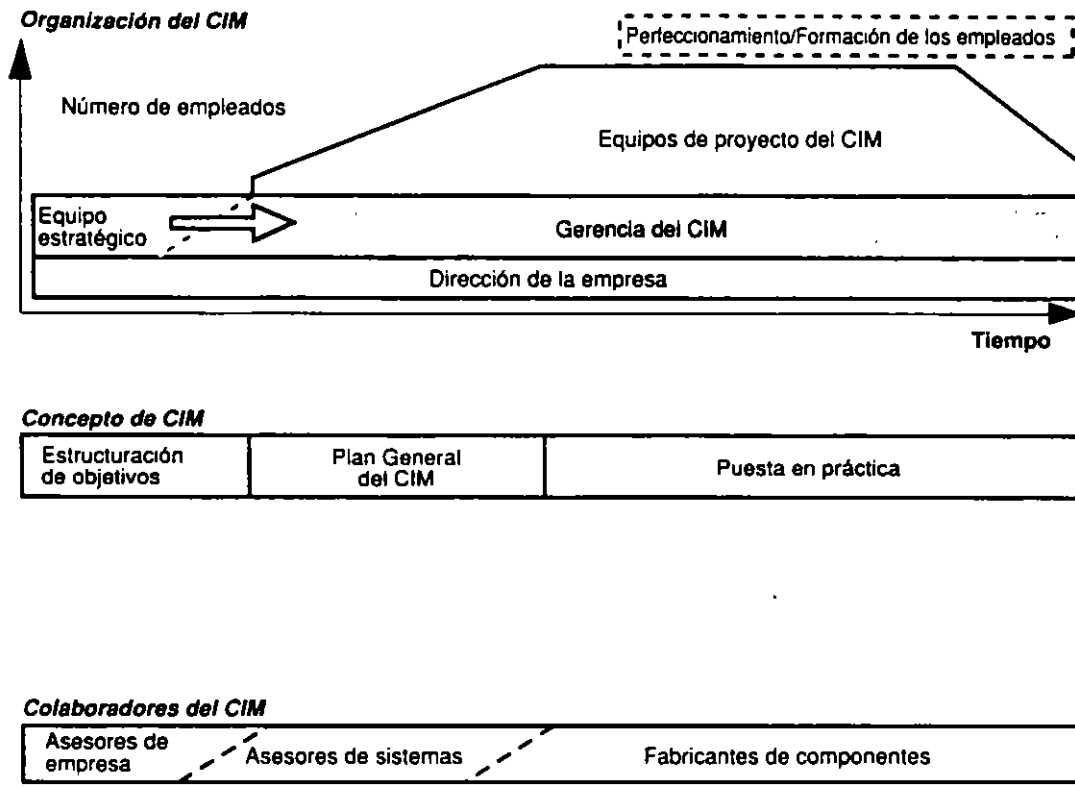 Organización del CIM
Perfeccionamiento/Formación de los empleados
Número de empleados
Equipos de proyecto del CIM
Equipo
estratégico
Gerencia del CIM
Dirección de la empresa
Tiempo
Concepto de CIM
Estructuración
de objetivos
Plan General
del CIM
Puesta en práctica
Colaboradores del CIM
Asesores de
empresa
Asesores de sistemas
Fabricantes de componentes